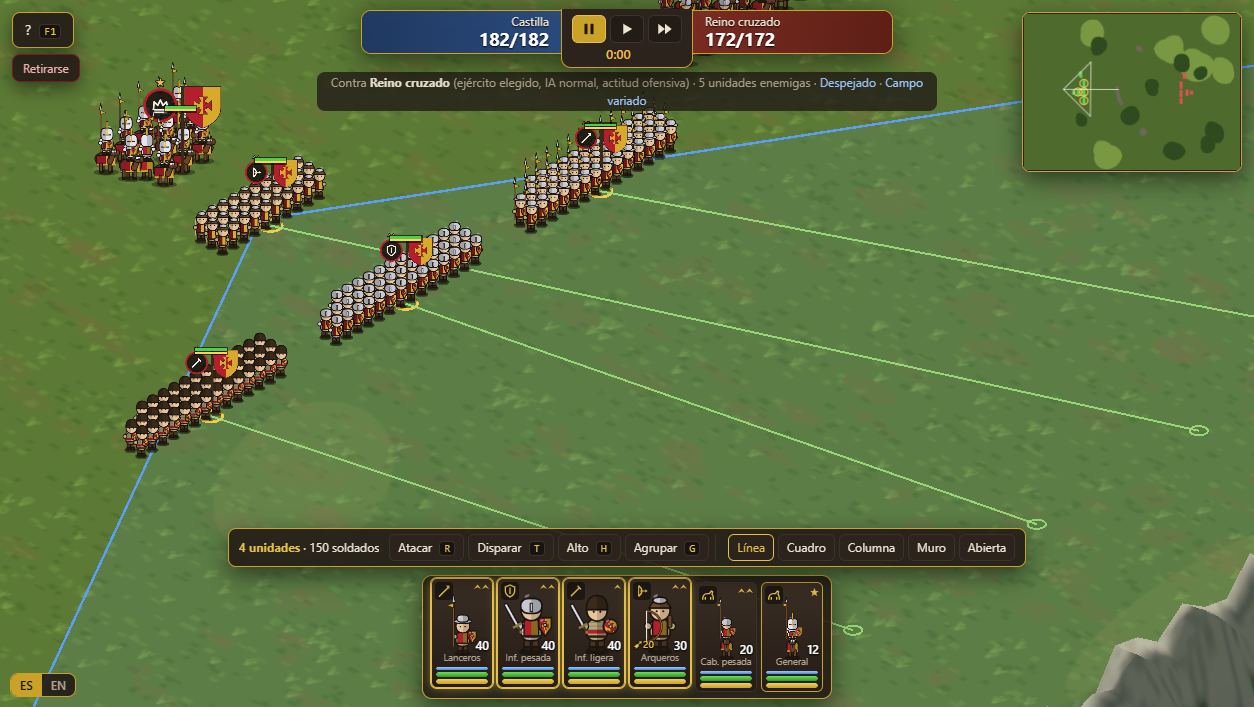 ? F1
Retirarse
Castilla
182/182
0:00
Reino cruzado
172/172
Contra Reino cruzado (ejército elegido, IA normal, actitud ofensiva) · 5 unidades enemigas · Despejado · Campo
variado
4 unidades · 150 soldados
Atacar R
Disparar T
Alto H
Agrupar G
Línea
Cuadro
Columna
Muro
Abierta
40
Lanceros
40
Inf. pesada
40
Inf. ligera
20
30
Arqueros
20
Cab. pesada
12
General
ES EN